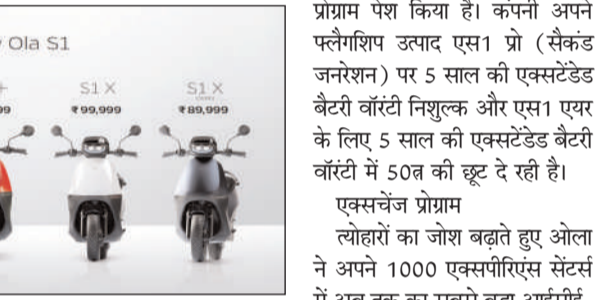 Ola S1
S1 X
₹99,999
S1 X
₹89,999
प्रोग्राम पेश किया है। कंपनी अपने
फ्लैगशिप उत्पाद एस1 प्रो (सैकंड
जनरेशन) पर 5 साल की एक्सटेंडेड
बैटरी वॉरंटी निशुल्क और एस1 एयर
के लिए 5 साल की एक्सटेंडेड बैटरी
वॉरंटी में 50त्न की छूट दे रही है।
एक्सचेंज प्रोग्राम
त्योहारों का जोश बढ़ाते हुए ओला
ने अपने 1000 एक्सपीरिएंस सेंटर्स